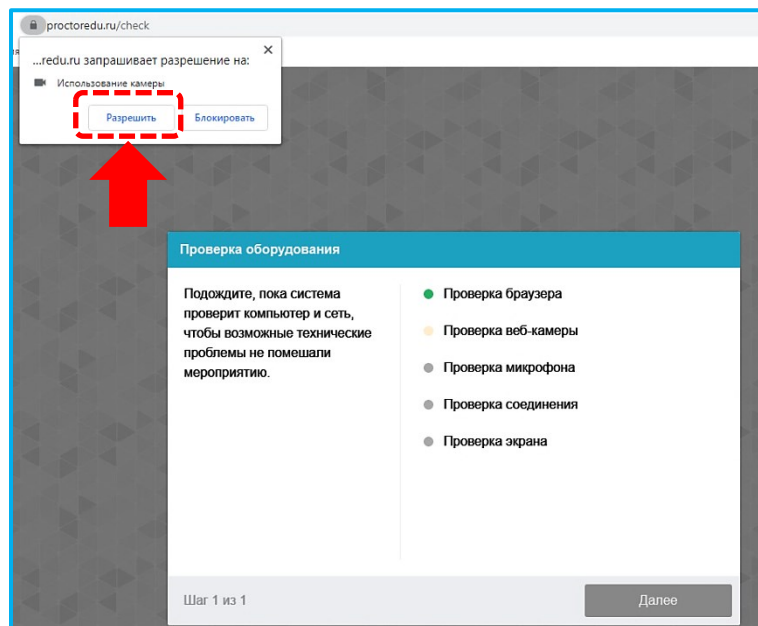 proctoredu.ru/check
...redu.ru запрашивает разрешение на:
Использование камеры
Разрешить
Блокировать
Проверка оборудования
Подождите, пока система
проверит компьютер и сеть,
чтобы возможные технические
проблемы не помешали
мероприятию.
Проверка браузера
Проверка веб-камеры
Проверка микрофона
Проверка соединения
Проверка экрана
Шаг 1 из 1
Далее